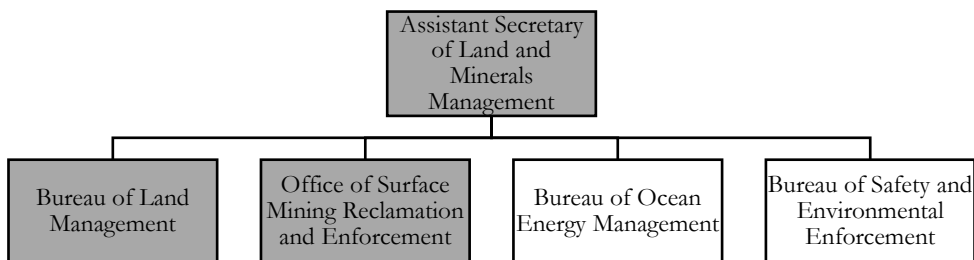 Assistant Secretary
of Land and
Minerals
Management
Bureau of Land
Management
Office of Surface
Mining Reclamation
and Enforcement
Bureau of Ocean
Energy Management
Bureau of Safety and
Environmental
Enforcement